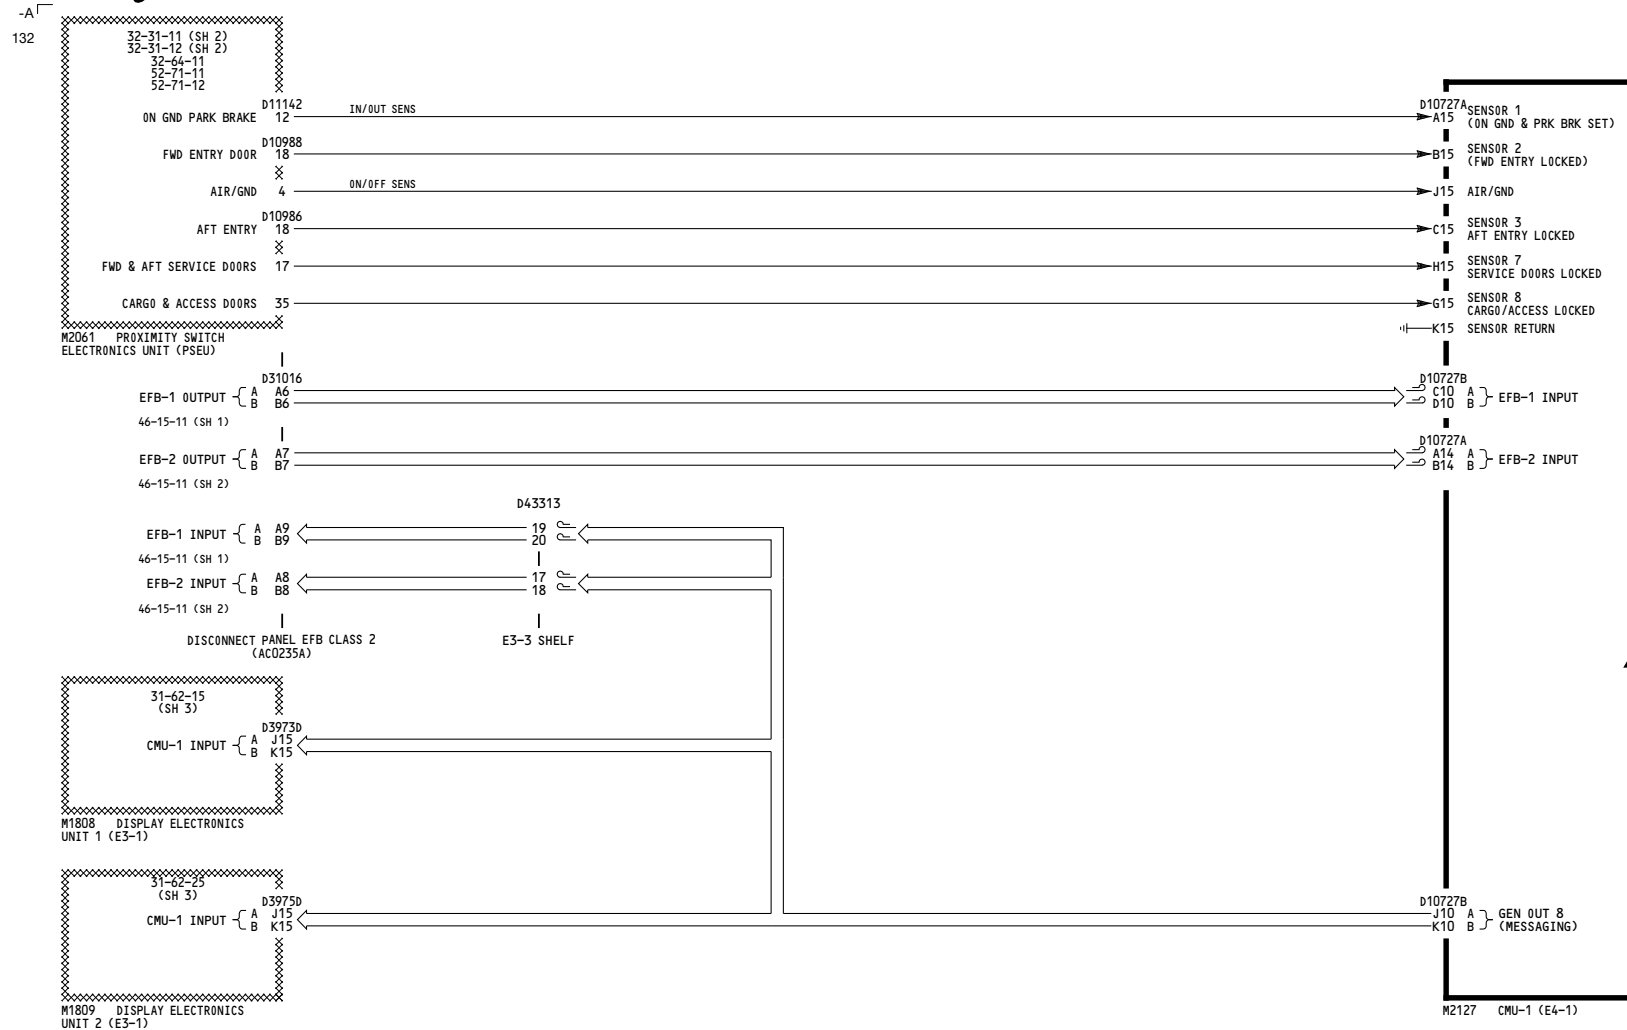 -A
132
32-31-11 (SH 2)
32-31-12 (SH 2)
32-64-11
52-71-11
52-71-12
D11142
ON GND PARK BRAKE 12
IN/OUT SENS
D10988
FWD ENTRY DOOR 18
AIR/GND 4
ON/OFF SENS
D10986
AFT ENTRY 18
FWD & AFT SERVICE DOORS 17
CARGO & ACCESS DOORS 35
M2061 PROXIMITY SWITCH
ELECTRONICS UNIT (PSEU)
D10727A
A15 SENSOR 1
(ON GND & PRK BRK SET)
B15 SENSOR 2
(FWD ENTRY LOCKED)
J15 AIR/GND
C15 SENSOR 3
AFT ENTRY LOCKED
H15 SENSOR 7
SERVICE DOORS LOCKED
G15 SENSOR 8
CARGO/ACCESS LOCKED
K15 SENSOR RETURN
D31016
EFB-1 OUTPUT
A A6
B B6
46-15-11 (SH 1)
D10727B
C10 A
D10 B
EFB-1 INPUT
EFB-2 OUTPUT
A A7
B B7
46-15-11 (SH 2)
D10727A
A14 A
B14 B
EFB-2 INPUT
D43313
EFB-1 INPUT
A A9
B B9
19
20
46-15-11 (SH 1)
EFB-2 INPUT
A A8
B B8
17
18
46-15-11 (SH 2)
DISCONNECT PANEL EFB CLASS 2
(AC0235A)
E3-3 SHELF
31-62-15
(SH 3)
D3973D
CMU-1 INPUT
A J15
B K15
M1808 DISPLAY ELECTRONICS
UNIT 1 (E3-1)
31-62-25
(SH 3)
D3975D
CMU-1 INPUT
A J15
B K15
M1809 DISPLAY ELECTRONICS
UNIT 2 (E3-1)
D10727B
J10 A
K10 B
GEN OUT 8
(MESSAGING)
M2127 CMU-1 (E4-1)